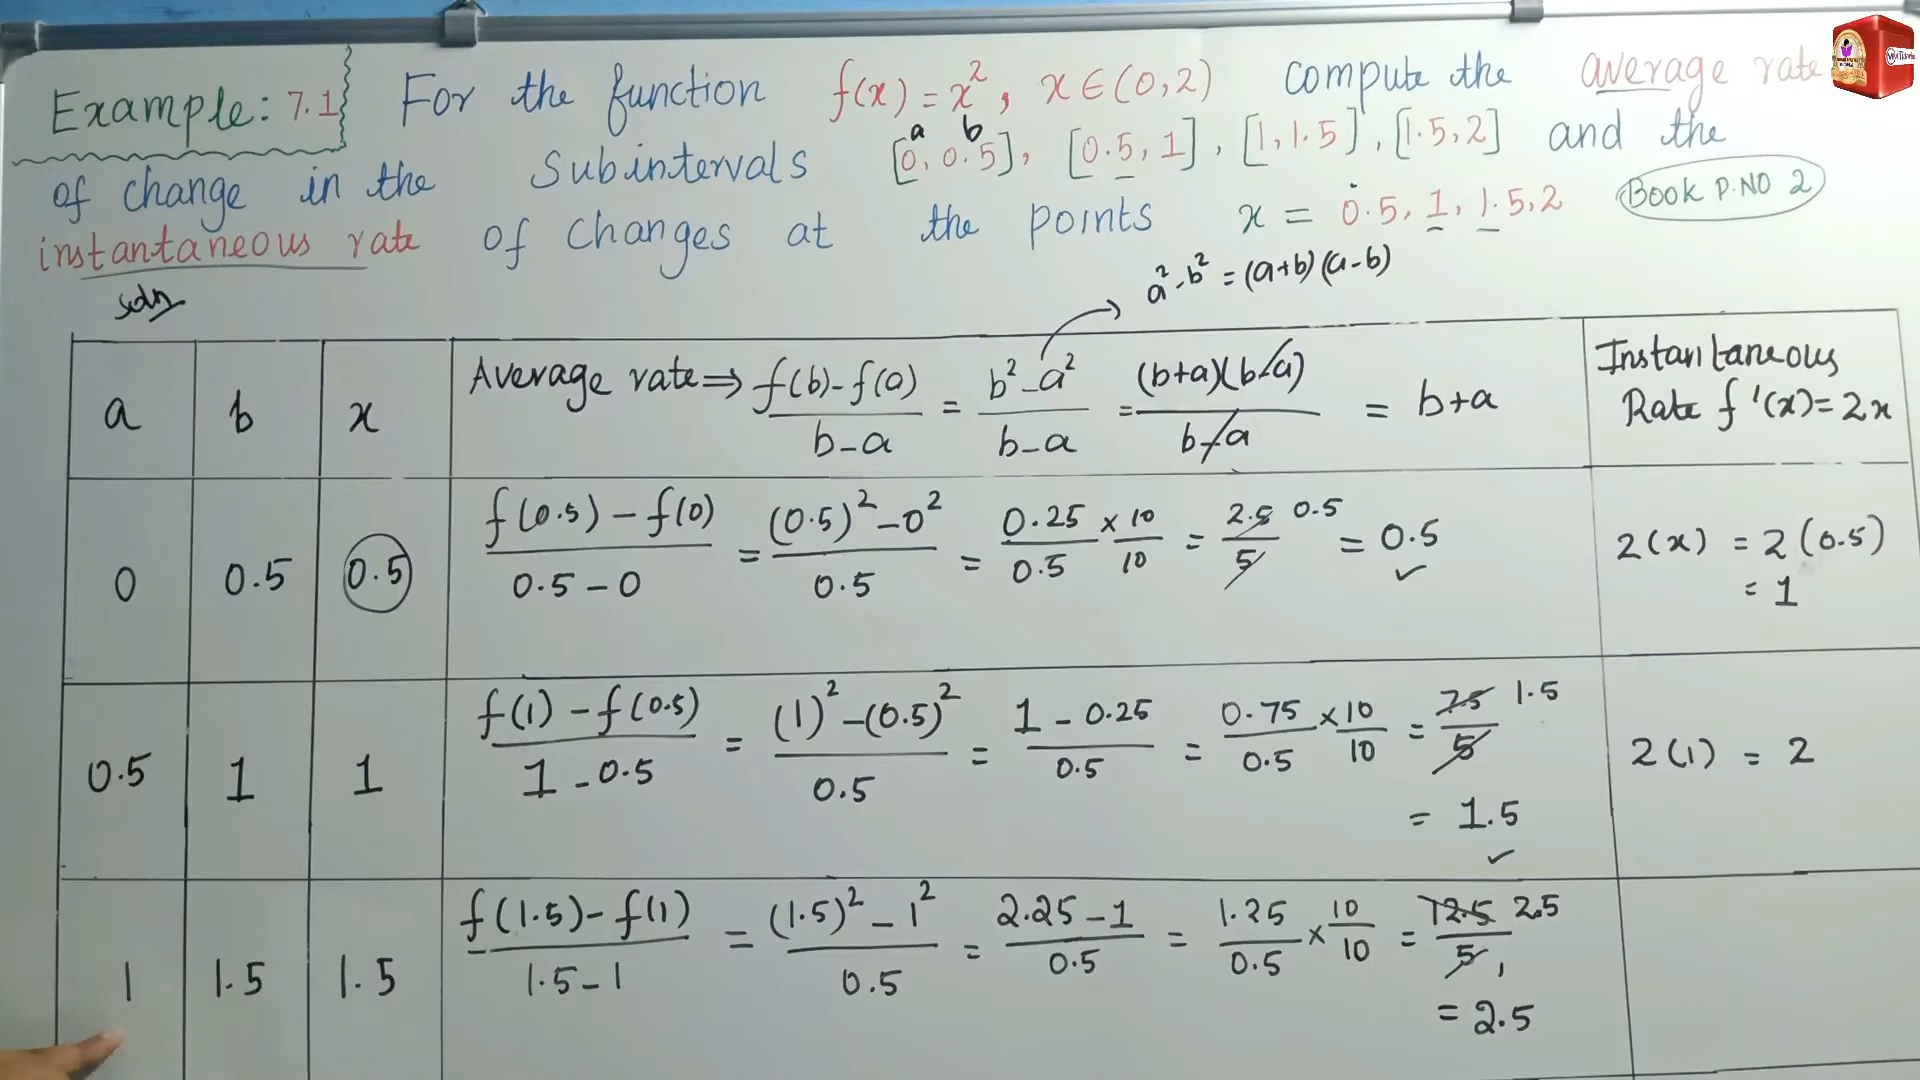 Example: 7.1 For the function f(x) = x², x∈(0,2) compute the average rate
of change in the Subintervals [0, 0.5], [0.5, 1], [1, 1.5], [1.5, 2] and the
a b
instantaneous rate of changes at the points x = 0.5, 1, 1.5, 2 Book P.NO 2
Soln
a² - b² = (a+b)(a-b)
a b x Average rate ⇒ f(b)-f(a) / b-a = b²-a² / b-a = (b+a)(b-a) / b-a = b+a Instantaneous Rate f'(x)=2x
0 0.5 0.5 f(0.5) - f(0) / 0.5 - 0 = (0.5)² - 0² / 0.5 = 0.25 / 0.5 × 10 / 10 = 2.5 / 5 0.5 = 0.5 ✓ 2(x) = 2(0.5)
= 1
0.5 1 1 f(1) - f(0.5) / 1 - 0.5 = (1)² - (0.5)² / 0.5 = 1 - 0.25 / 0.5 = 0.75 / 0.5 × 10 / 10 = 7.5 / 5 1.5 2(1) = 2
= 1.5 ✓
1 1.5 1.5 f(1.5) - f(1) / 1.5 - 1 = (1.5)² - 1² / 0.5 = 2.25 - 1 / 0.5 = 1.25 / 0.5 × 10 / 10 = 12.5 / 5 2.5
= 2.5